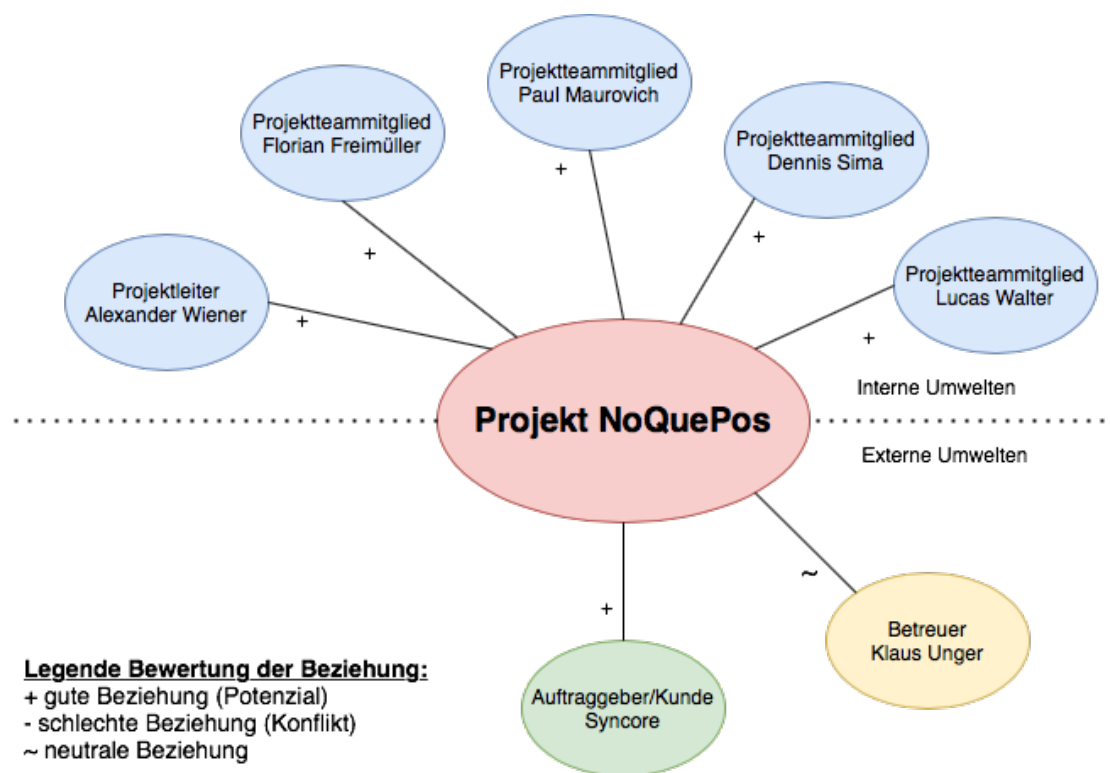 Projektteammitglied
Paul Maurovich
Projektteammitglied
Florian Freimüller
Projektteammitglied
Dennis Sima
Projektleiter
Alexander Wiener
Projektteammitglied
Lucas Walter
+
+
+
+
+
Interne Umwelten
Projekt NoQuePos
Externe Umwelten
~
+
Betreuer
Klaus Unger
Auftraggeber/Kunde
Syncore
Legende Bewertung der Beziehung:
+ gute Beziehung (Potenzial)
- schlechte Beziehung (Konflikt)
~ neutrale Beziehung